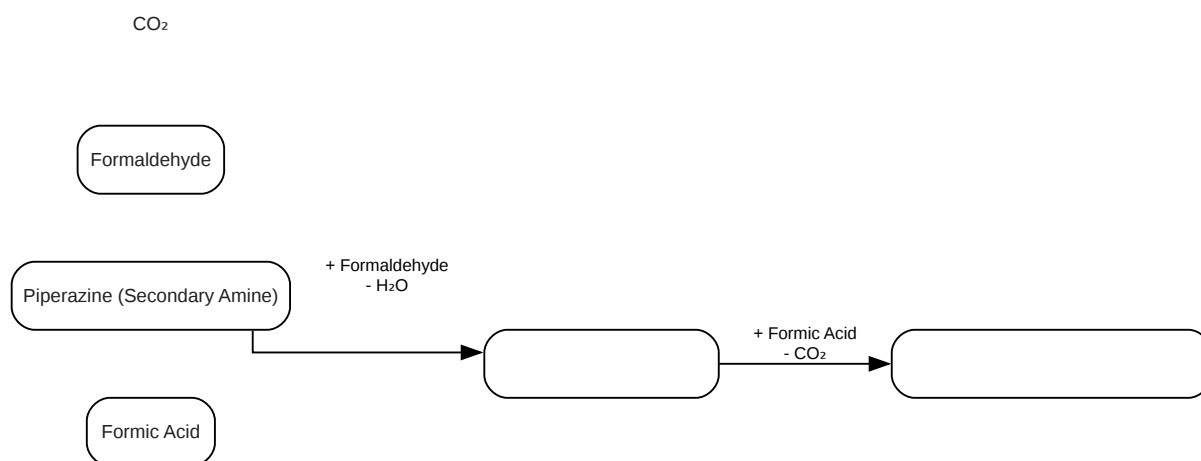 CO₂
Formaldehyde
Piperazine (Secondary Amine)
+ Formaldehyde
- H₂O
+ Formic Acid
- CO₂
Formic Acid